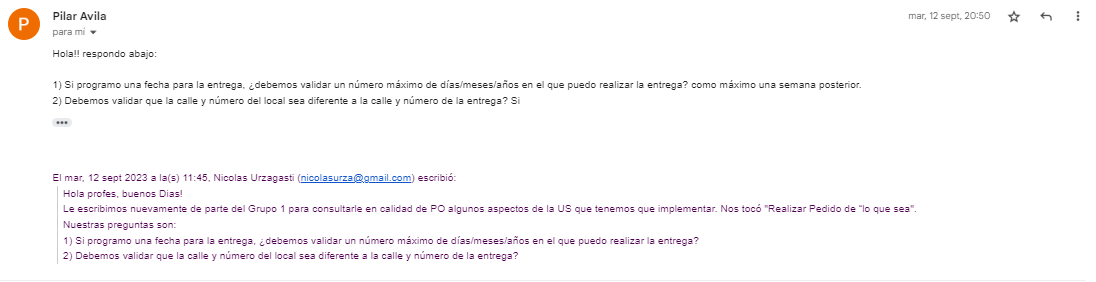 P
Pilar Avila
mar, 12 sept, 20:50
para mí
Hola!! respondo abajo:
1) Si programo una fecha para la entrega, ¿debemos validar un número máximo de días/meses/años en el que puedo realizar la entrega? como máximo una semana posterior.
2) Debemos validar que la calle y número del local sea diferente a la calle y número de la entrega? Si
El mar, 12 sept 2023 a la(s) 11:45, Nicolas Urzagasti (nicolasurza@gmail.com) escribió:
Hola profes, buenos Dias!
Le escribimos nuevamente de parte del Grupo 1 para consultarle en calidad de PO algunos aspectos de la US que tenemos que implementar. Nos tocó "Realizar Pedido de “lo que sea".
Nuestras preguntas son:
1) Si programo una fecha para la entrega, ¿debemos validar un número máximo de días/meses/años en el que puedo realizar la entrega?
2) Debemos validar que la calle y número del local sea diferente a la calle y número de la entrega?